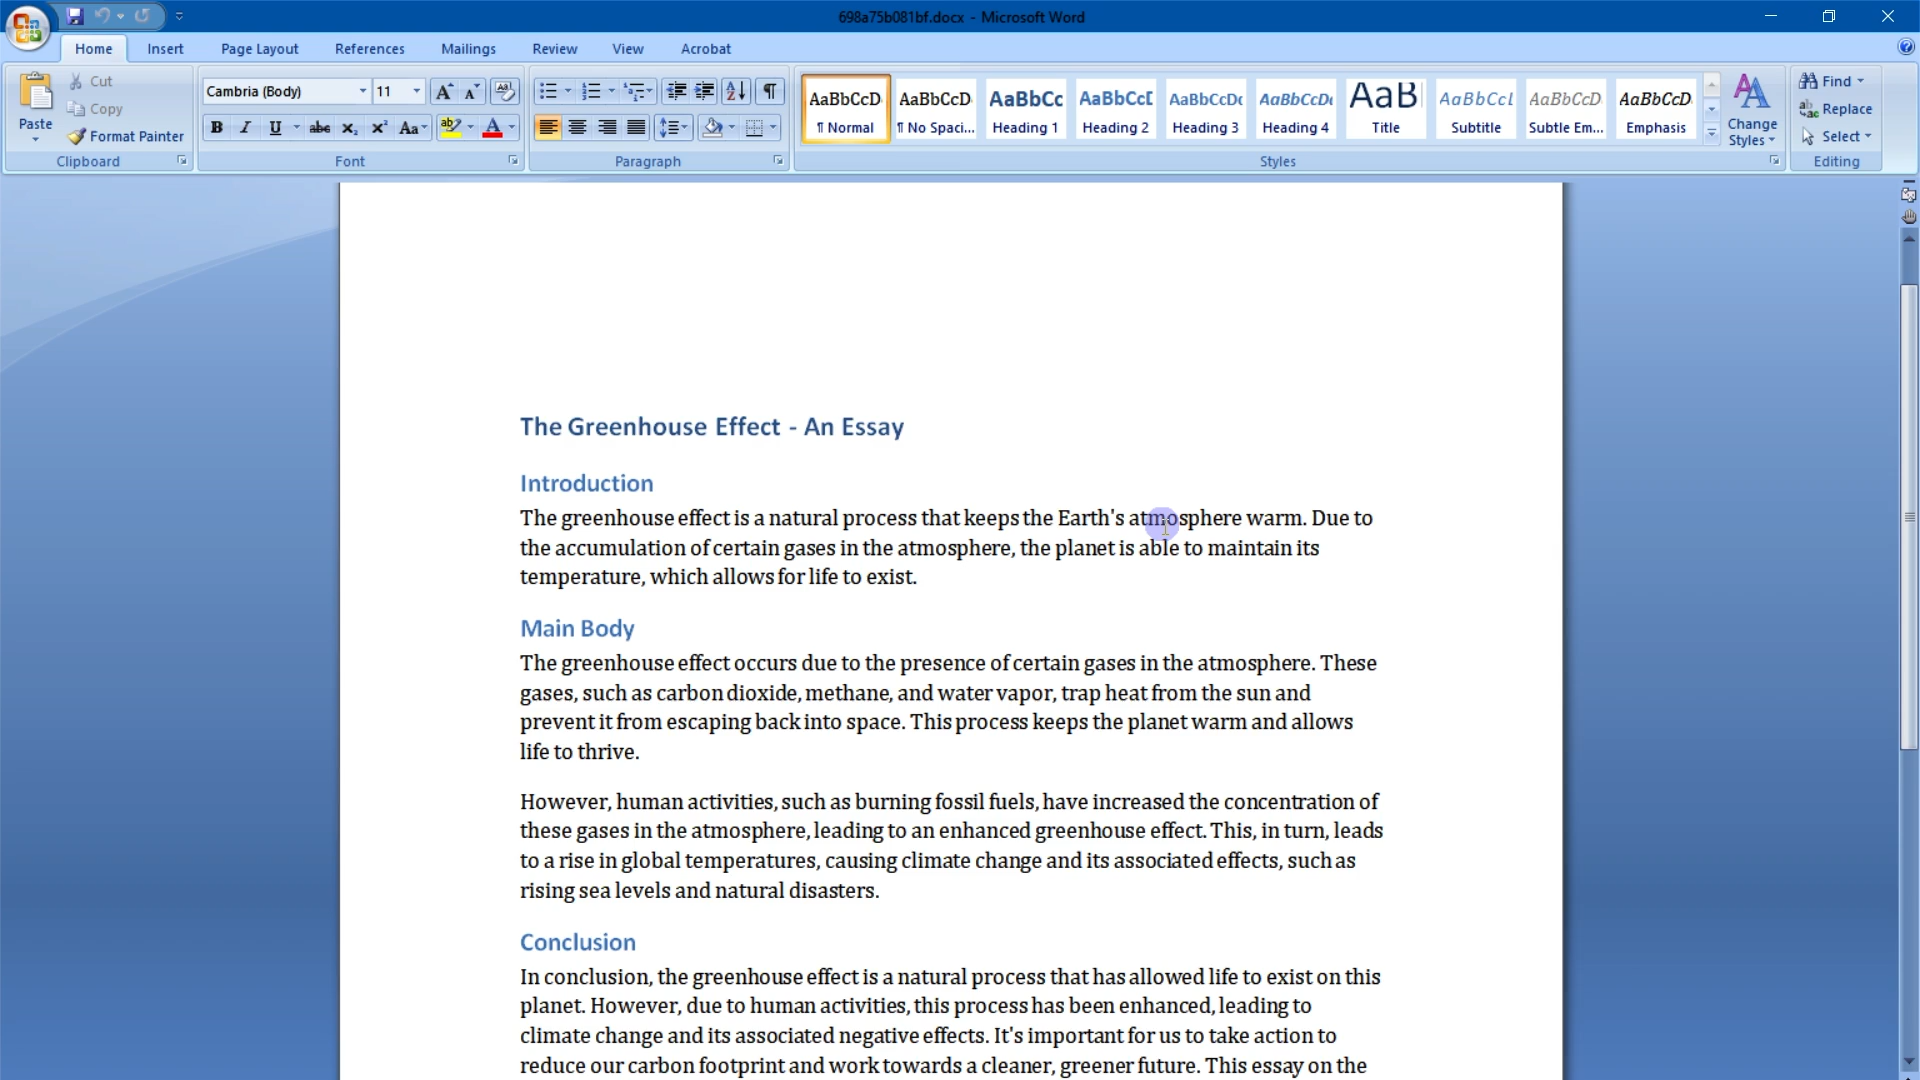 698a75b081bf.docx - Microsoft Word
Home Insert Page Layout References Mailings Review View Acrobat
Paste
Cut
Copy
Format Painter
Clipboard
Cambria (Body) 11
B I U abc x₂ x² Aa ab A
Font
Paragraph
AaBbCcD AaBbCcD AaBbCc AaBbCcI AaBbCcDc AaBbCcDc AaB AaBbCcL AaBbCcD AaBbCcD
¶ Normal ¶ No Spaci... Heading 1 Heading 2 Heading 3 Heading 4 Title Subtitle Subtle Em... Emphasis
Change
Styles
Styles
Find
Replace
Select
Editing
The Greenhouse Effect - An Essay
Introduction
The greenhouse effect is a natural process that keeps the Earth's atmosphere warm. Due to
the accumulation of certain gases in the atmosphere, the planet is able to maintain its
temperature, which allows for life to exist.
Main Body
The greenhouse effect occurs due to the presence of certain gases in the atmosphere. These
gases, such as carbon dioxide, methane, and water vapor, trap heat from the sun and
prevent it from escaping back into space. This process keeps the planet warm and allows
life to thrive.
However, human activities, such as burning fossil fuels, have increased the concentration of
these gases in the atmosphere, leading to an enhanced greenhouse effect. This, in turn, leads
to a rise in global temperatures, causing climate change and its associated effects, such as
rising sea levels and natural disasters.
Conclusion
In conclusion, the greenhouse effect is a natural process that has allowed life to exist on this
planet. However, due to human activities, this process has been enhanced, leading to
climate change and its associated negative effects. It's important for us to take action to
reduce our carbon footprint and work towards a cleaner, greener future. This essay on the